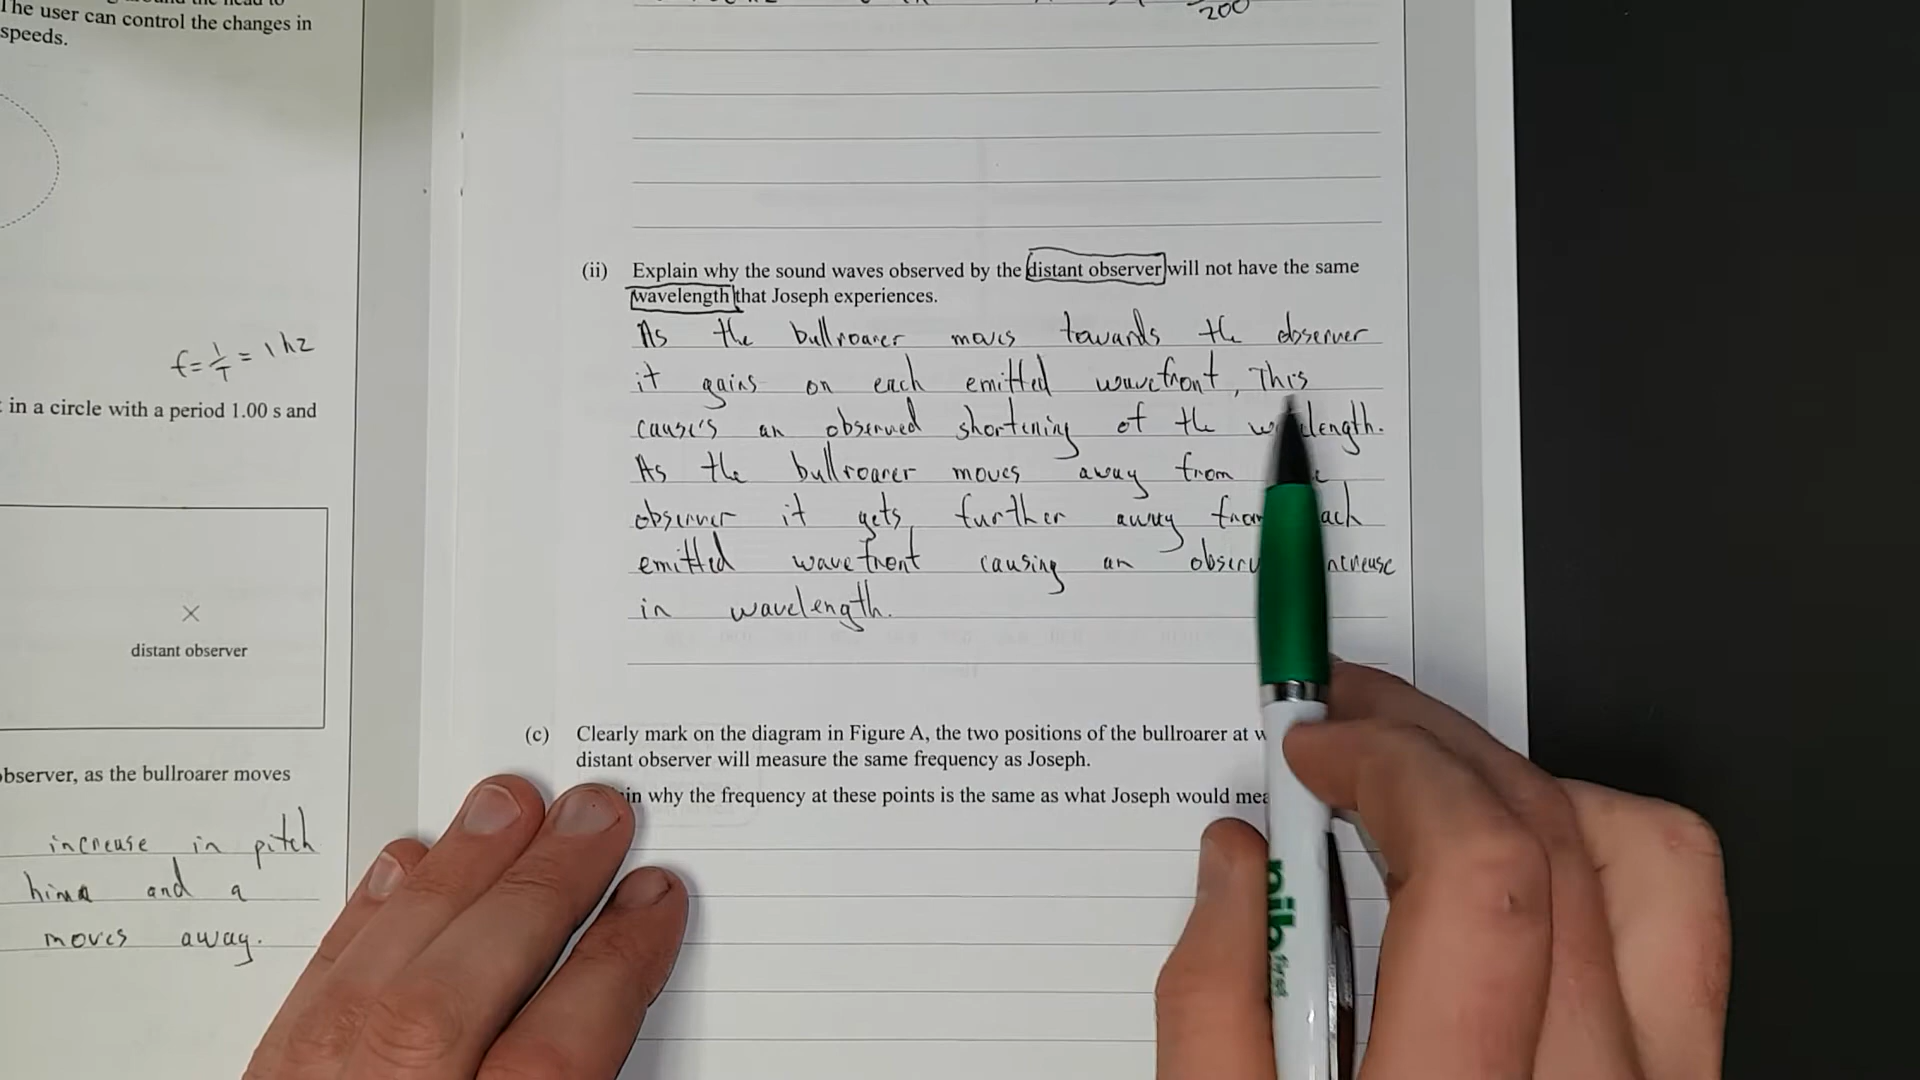 The user can control the changes in
speeds.
f = 1/T = 1 hz
in a circle with a period 1.00 s and
distant observer
bserver, as the bullroarer moves
increase in pitch
and a
moves away.
200
(ii) Explain why the sound waves observed by the distant observer will not have the same
wavelength that Joseph experiences.
As the bullroarer moves towards the observer
it gains on each emitted wavefront, This
cause's an observed shortening of the wavelength.
As the bullroarer moves away from
observer it gets further away from each
emitted wavefront causing an increase
in wavelength.
(c) Clearly mark on the diagram in Figure A, the two positions of the bullroarer at
distant observer will measure the same frequency as Joseph.
why the frequency at these points is the same as what Joseph would
nib
first